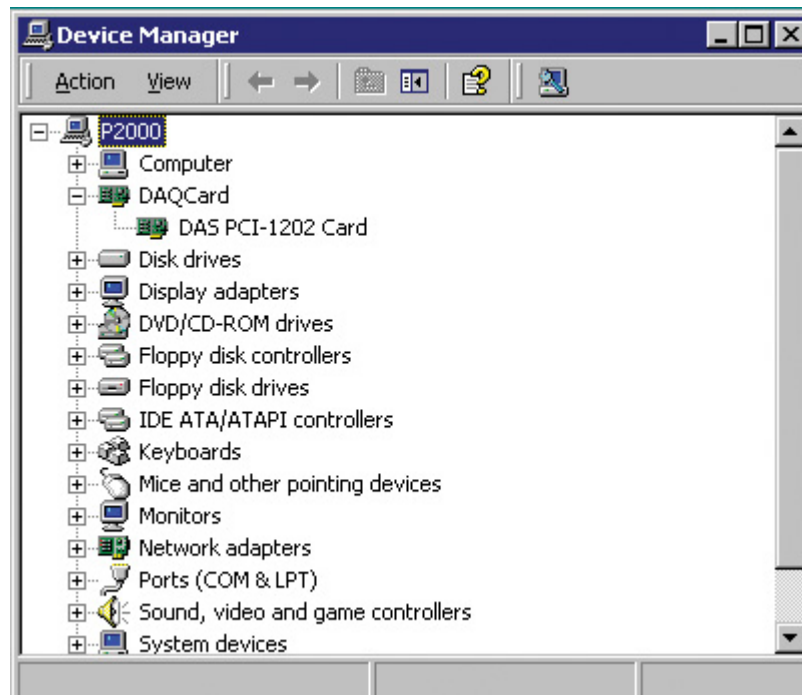 Device Manager
Action View
P2000
Computer
DAQCard
DAS PCI-1202 Card
Disk drives
Display adapters
DVD/CD-ROM drives
Floppy disk controllers
Floppy disk drives
IDE ATA/ATAPI controllers
Keyboards
Mice and other pointing devices
Monitors
Network adapters
Ports (COM & LPT)
Sound, video and game controllers
System devices